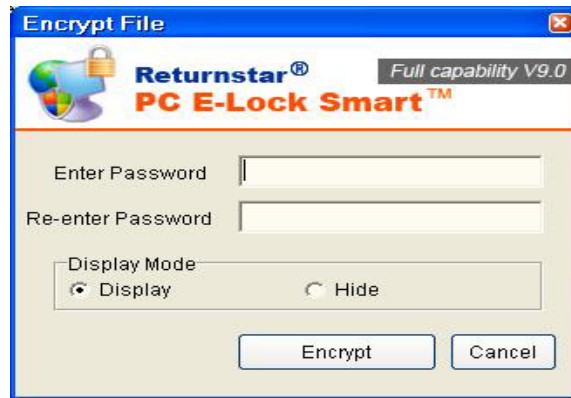 Encrypt File
Returnstar® Full capability V9.0
PC E-Lock Smart™
Enter Password
Re-enter Password
Display Mode
Display Hide
Encrypt Cancel